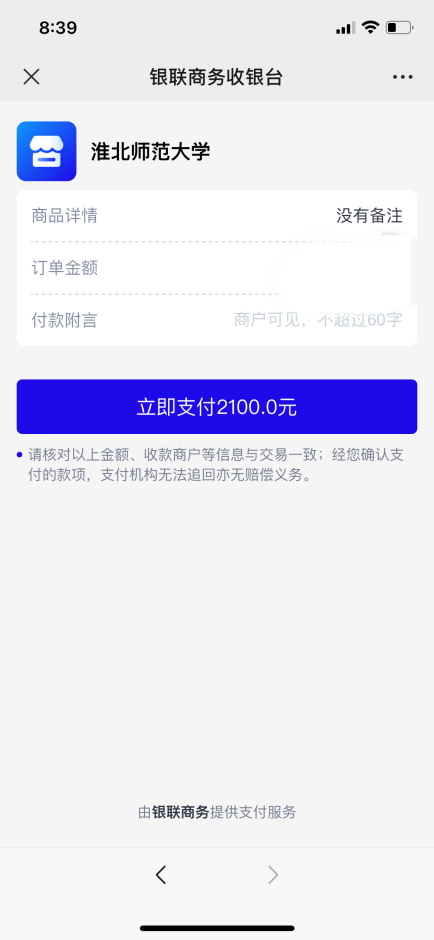 8:39
银联商务收银台
淮北师范大学
商品详情 没有备注
订单金额
付款附言 商户可见，不超过60字
立即支付2100.0元
请核对以上金额、收款商户等信息与交易一致；经您确认支
付的款项，支付机构无法追回亦无赔偿义务。
由银联商务提供支付服务